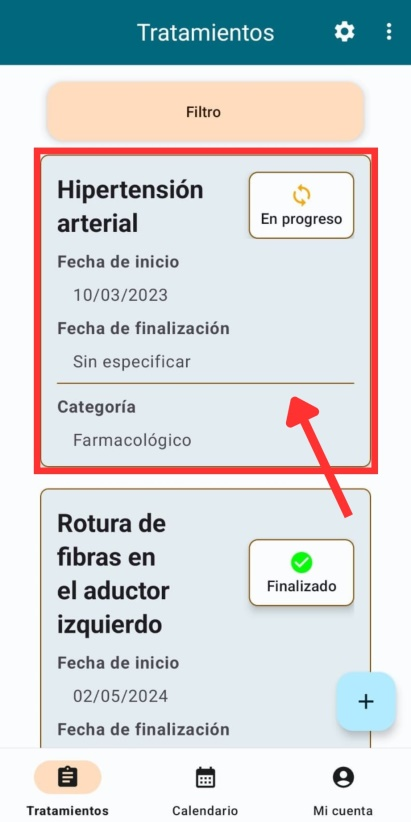 Tratamientos
Filtro
Hipertensión
arterial
En progreso
Fecha de inicio
10/03/2023
Fecha de finalización
Sin especificar
Categoría
Farmacológico
Rotura de
fibras en
el aductor
izquierdo
Finalizado
Fecha de inicio
02/05/2024
Fecha de finalización
+
Tratamientos
Calendario
Mi cuenta